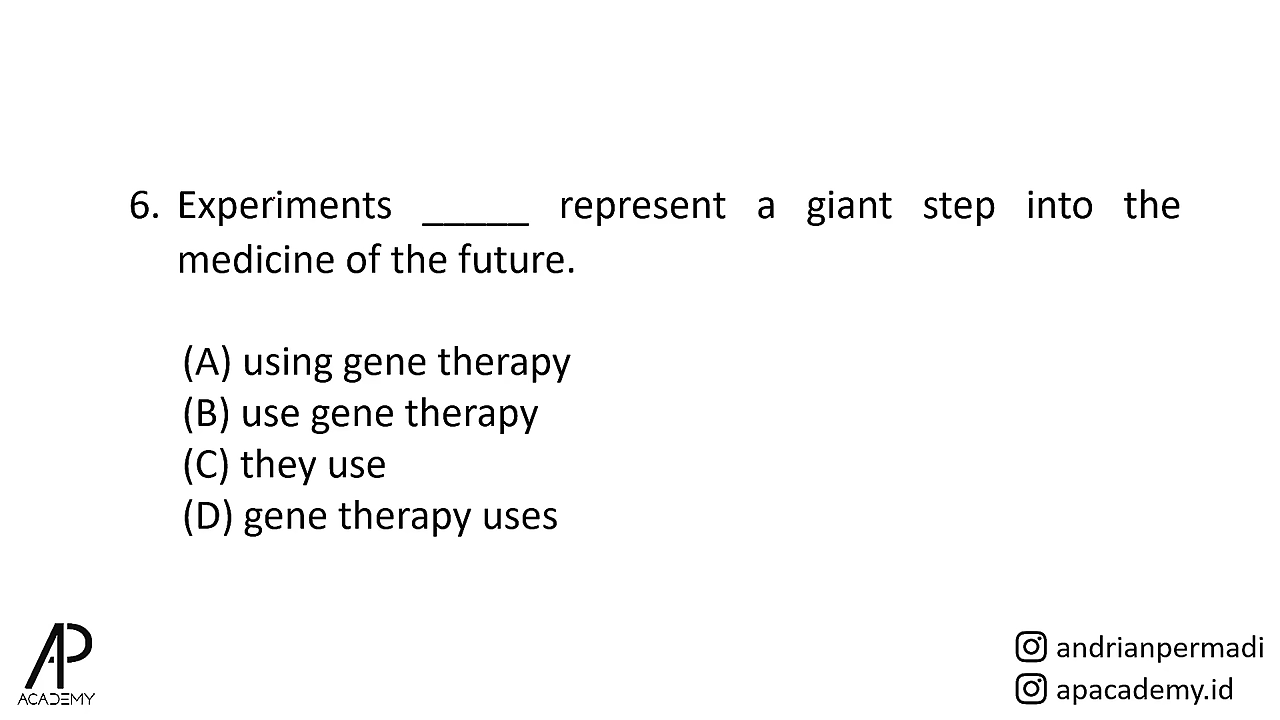 6. Experiments _____ represent a giant step into the
medicine of the future.
(A) using gene therapy
(B) use gene therapy
(C) they use
(D) gene therapy uses
AP
ACADEMY
andrianpermadi
apacademy.id